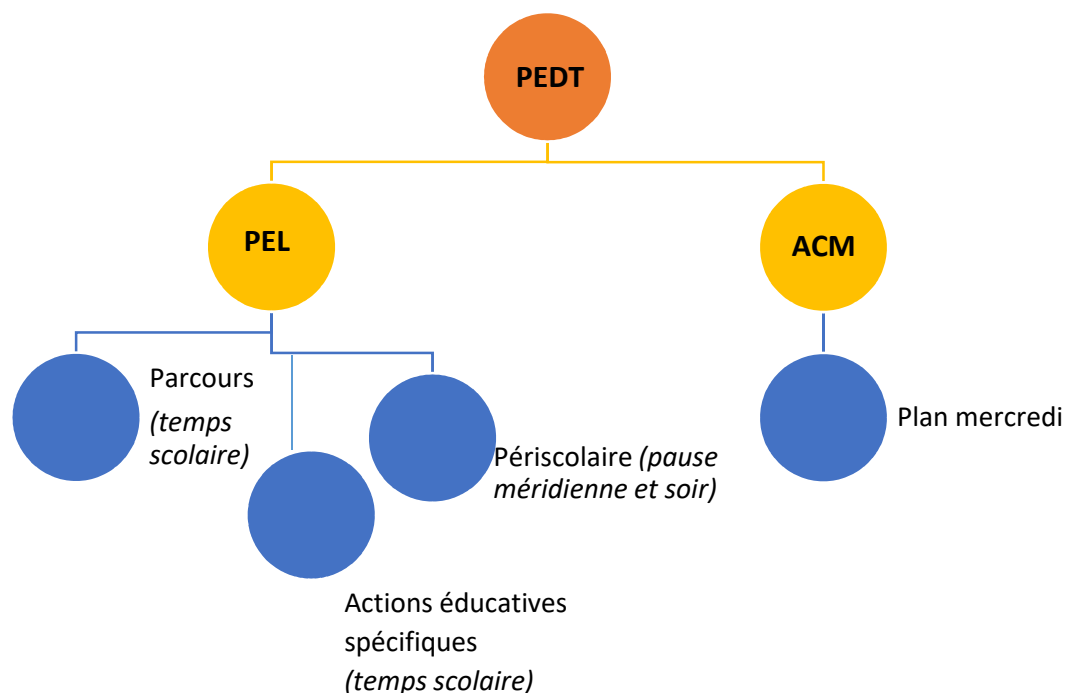 PEDT
PEL
ACM
Parcours
(temps
scolaire)
Périscolaire (pause
méridienne et soir)
Plan mercredi
Actions éducatives
spécifiques
(temps scolaire)